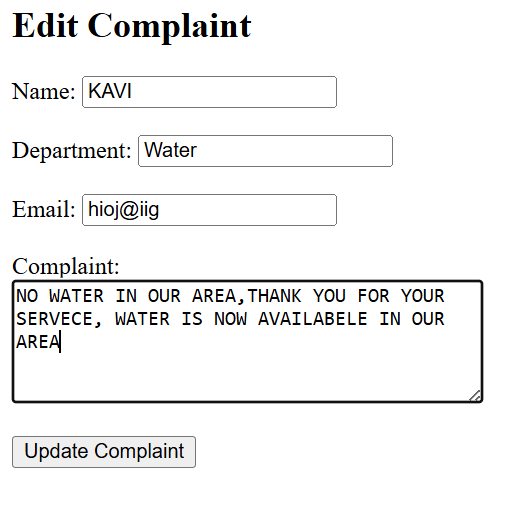 Edit Complaint
Name: KAVI
Department: Water
Email: hioj@iig
Complaint:
NO WATER IN OUR AREA,THANK YOU FOR YOUR
SERVECE, WATER IS NOW AVAILABELE IN OUR
AREA
Update Complaint